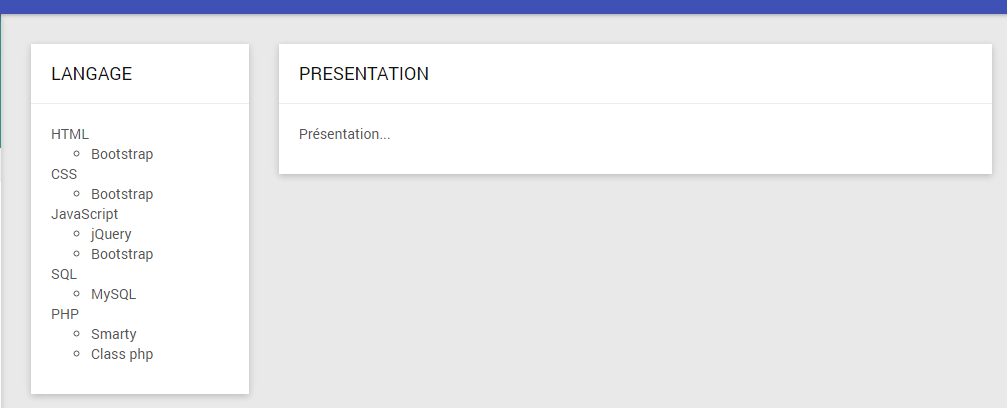 LANGAGE
HTML
Bootstrap
CSS
Bootstrap
JavaScript
jQuery
Bootstrap
SQL
MySQL
PHP
Smarty
Class php
PRESENTATION
Présentation...